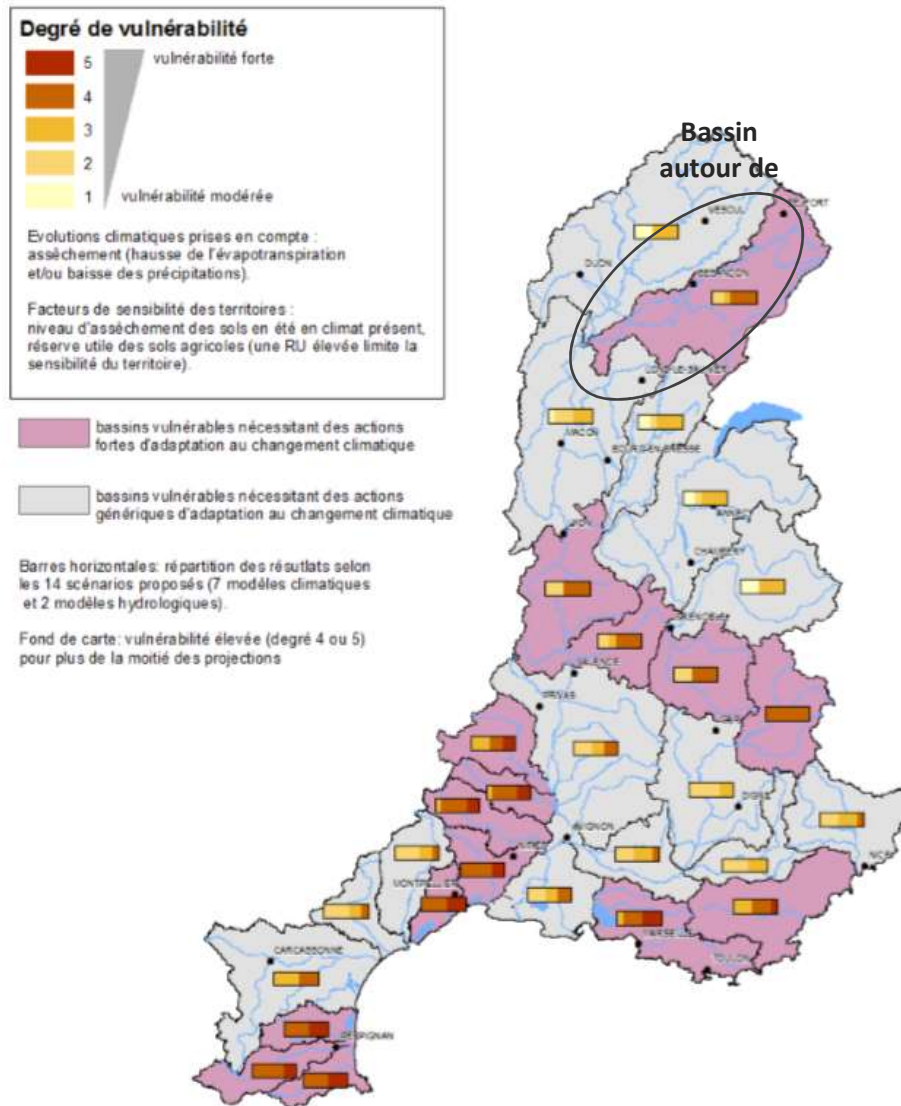 Degré de vulnérabilité
5
vulnérabilité forte
4
3
2
1
vulnérabilité modérée
Evolutions climatiques prises en compte :
assèchement (hausse de l'évapotranspiration
et/ou baisse des précipitations).
Facteurs de sensibilité des territoires :
niveau d'assèchement des sols en été en climat présent,
réserve utile des sols agricoles (une RU élevée limite la
sensibilité du territoire).
bassins vulnérables nécessitant des actions
fortes d'adaptation au changement climatique
bassins vulnérables nécessitant des actions
génériques d'adaptation au changement climatique
Barres horizontales: répartition des résutlats selon
les 14 scénarios proposés (7 modèles climatiques
et 2 modèles hydrologiques).
Fond de carte: vulnérabilité élevée (degré 4 ou 5)
pour plus de la moitié des projections
Bassin
autour de
VESOUL
DIJON
BESANCON
MACON
BOURG-EN-BRESSE
CHAMBERY
VALENCE
PRIVAS
DIGNE
AVIGNON
NIMES
NICE
MONTPELLIER
CARCASSONNE
MARSEILLE
TOULON
PERPIGNAN